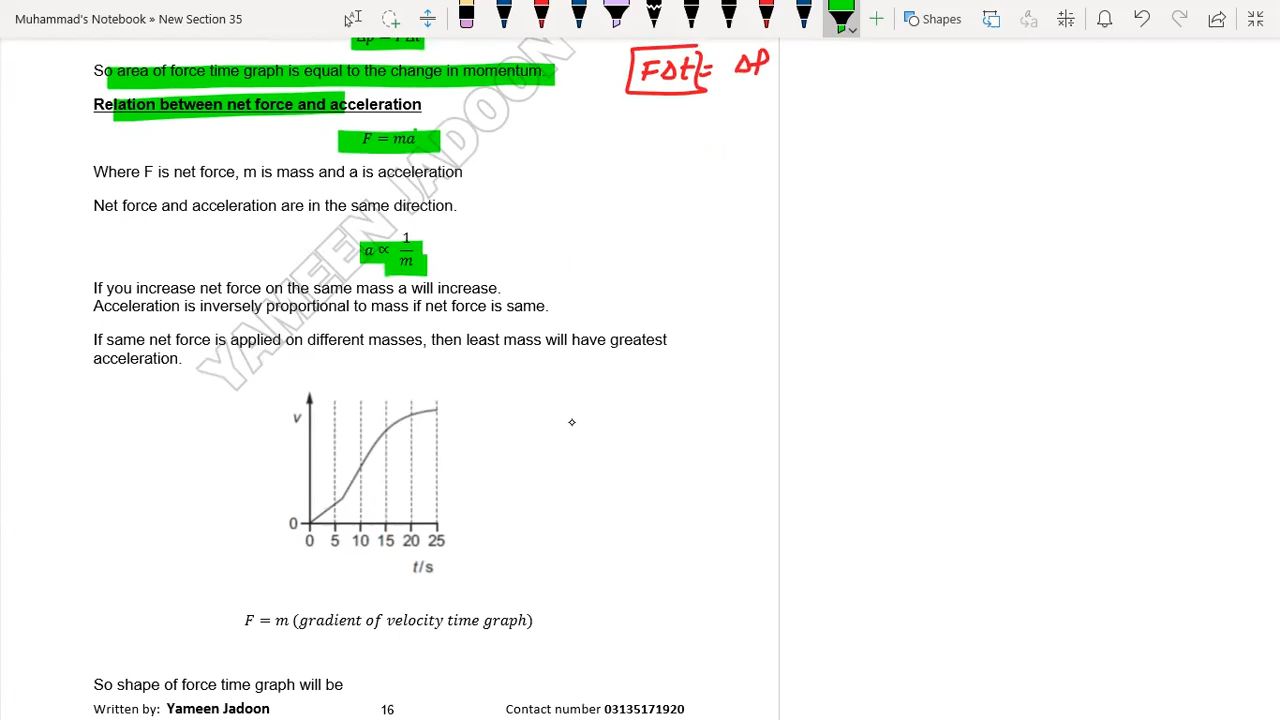 Muhammad's Notebook » New Section 35
Shapes
Δp = F Δt
So area of force time graph is equal to the change in momentum.
FΔt = ΔP
Relation between net force and acceleration
F = ma
Where F is net force, m is mass and a is acceleration
Net force and acceleration are in the same direction.
a ∝ 1/m
If you increase net force on the same mass a will increase.
Acceleration is inversely proportional to mass if net force is same.
If same net force is applied on different masses, then least mass will have greatest
acceleration.
YAMEEN JADOON
v
0
0 5 10 15 20 25
t/s
F = m (gradient of velocity time graph)
So shape of force time graph will be
Written by: Yameen Jadoon 16 Contact number 03135171920